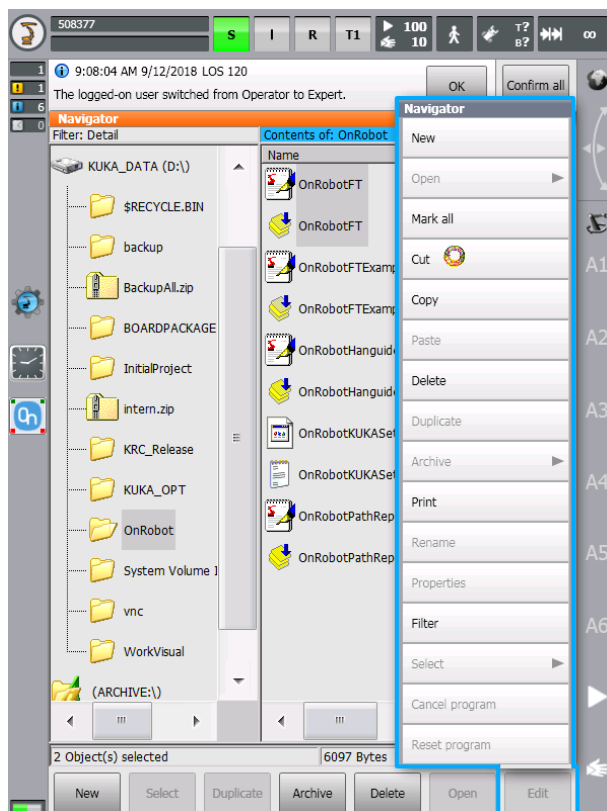 508377
S
I
R
T1
100
10
T?
B?
∞
1
1
6
0
9:08:04 AM 9/12/2018 LOS 120
The logged-on user switched from Operator to Expert.
OK
Confirm all
Navigator
Filter: Detail
Contents of: OnRobot
Name
KUKA_DATA (D:\)
$RECYCLE.BIN
backup
BackupAll.zip
BOARDPACKAGE
InitialProject
intern.zip
KRC_Release
KUKA_OPT
OnRobot
System Volume I
vnc
WorkVisual
(ARCHIVE:\)
OnRobotFT
OnRobotFT
OnRobotFTExamp
OnRobotFTExamp
OnRobotHanguide
OnRobotHanguide
OnRobotKUKASet
OnRobotKUKASet
OnRobotPathRep
OnRobotPathRep
Navigator
New
Open
Mark all
Cut
Copy
Paste
Delete
Duplicate
Archive
Print
Rename
Properties
Filter
Select
Cancel program
Reset program
A1
A2
A3
A4
A5
A6
On
2 Object(s) selected
6097 Bytes
New
Select
Duplicate
Archive
Delete
Open
Edit